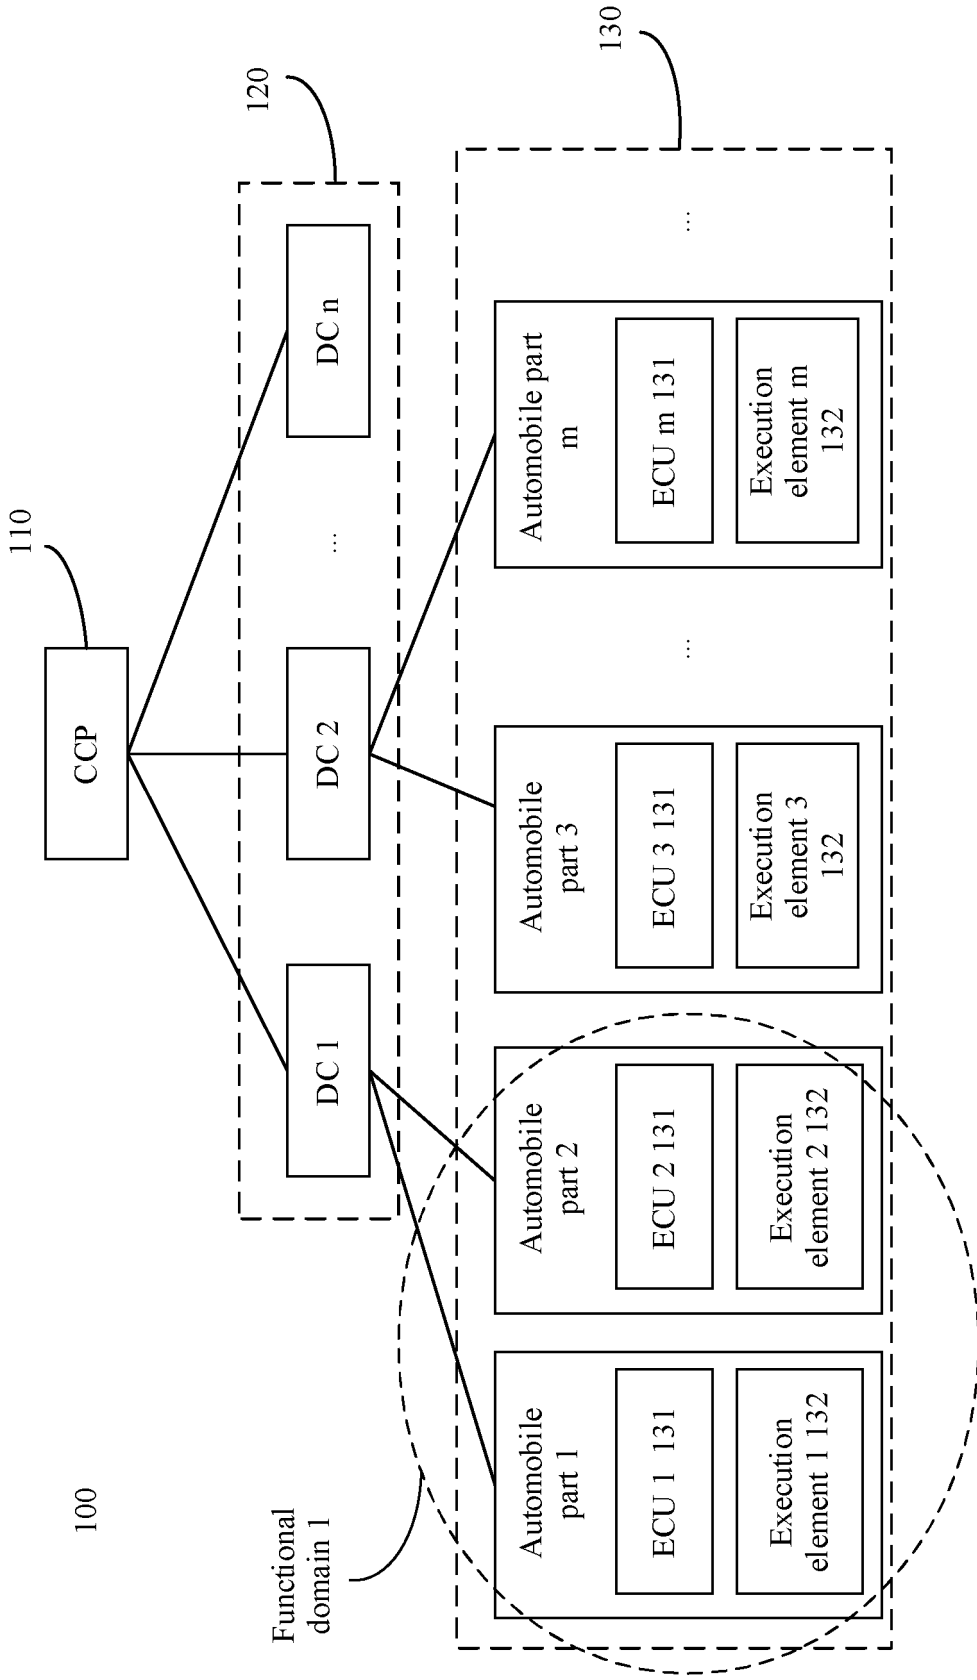 100
110
CCP
120
DC 1
DC 2
...
DC n
130
Functional
domain 1
Automobile
part 1
ECU 1 131
Execution
element 1 132
Automobile
part 2
ECU 2 131
Execution
element 2 132
Automobile
part 3
ECU 3 131
Execution
element 3
132
...
Automobile part
m
ECU m 131
Execution
element m
132
...